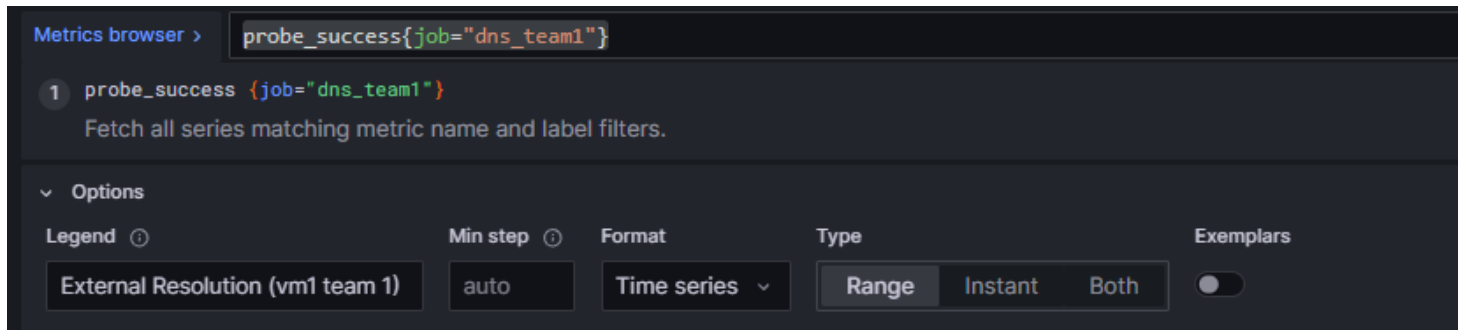 Metrics browser > probe_success{job="dns_team1"}
1 probe_success {job="dns_team1"}
Fetch all series matching metric name and label filters.
Options
Legend Min step Format Type Exemplars
External Resolution (vm1 team 1) auto Time series Range Instant Both